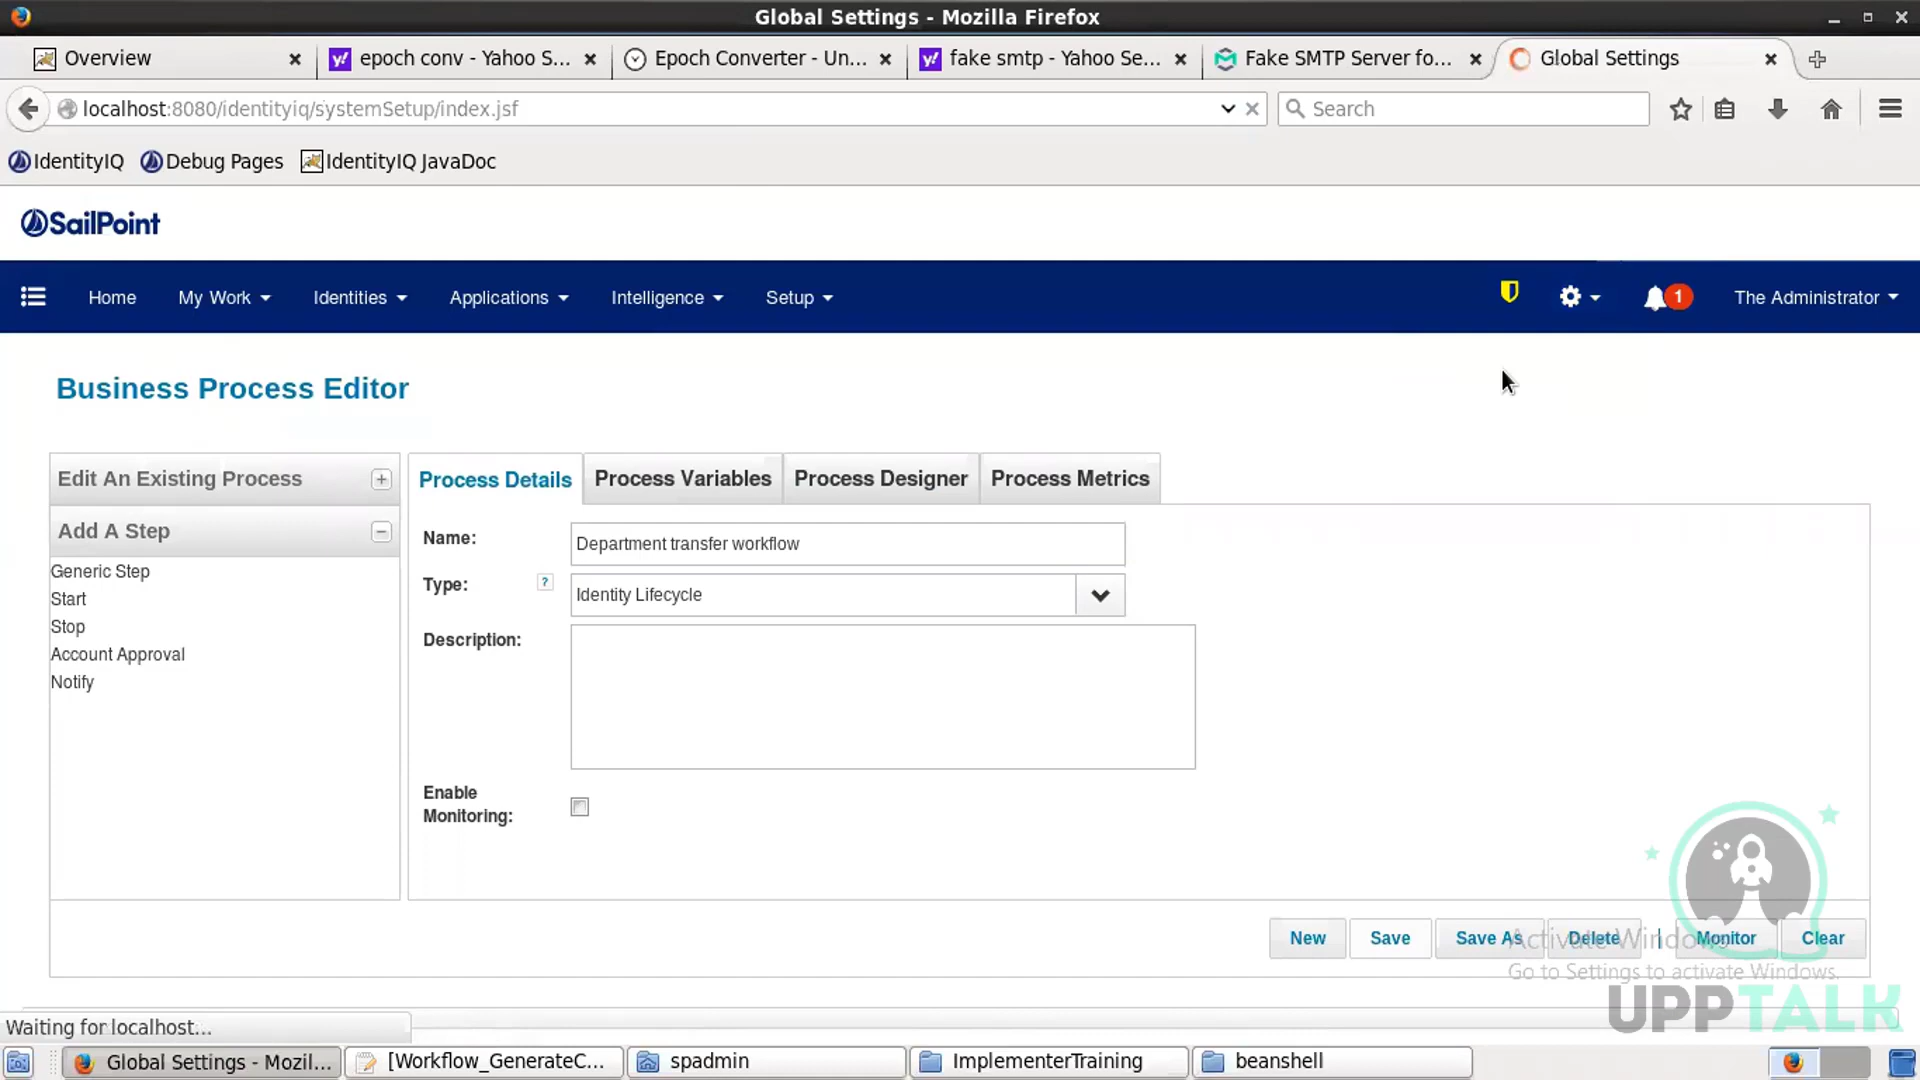 Global Settings - Mozilla Firefox
Overview
epoch conv - Yahoo S...
Epoch Converter - Un...
fake smtp - Yahoo Se...
Fake SMTP Server fo...
Global Settings
localhost:8080/identityiq/systemSetup/index.jsf
Search
IdentityIQ
Debug Pages
IdentityIQ JavaDoc
SailPoint
Home
My Work
Identities
Applications
Intelligence
Setup
1
The Administrator
Business Process Editor
Edit An Existing Process
Process Details
Process Variables
Process Designer
Process Metrics
Add A Step
Generic Step
Start
Stop
Account Approval
Notify
Name:
Department transfer workflow
Type:
?
Identity Lifecycle
Description:
Enable
Monitoring:
New
Save
Save As
Delete
|
Monitor
Clear
Activate Windows
Go to Settings to activate Windows.
UPPTALK
Waiting for localhost...
Global Settings - Mozil...
[Workflow_GenerateC...
spadmin
ImplementerTraining
beanshell